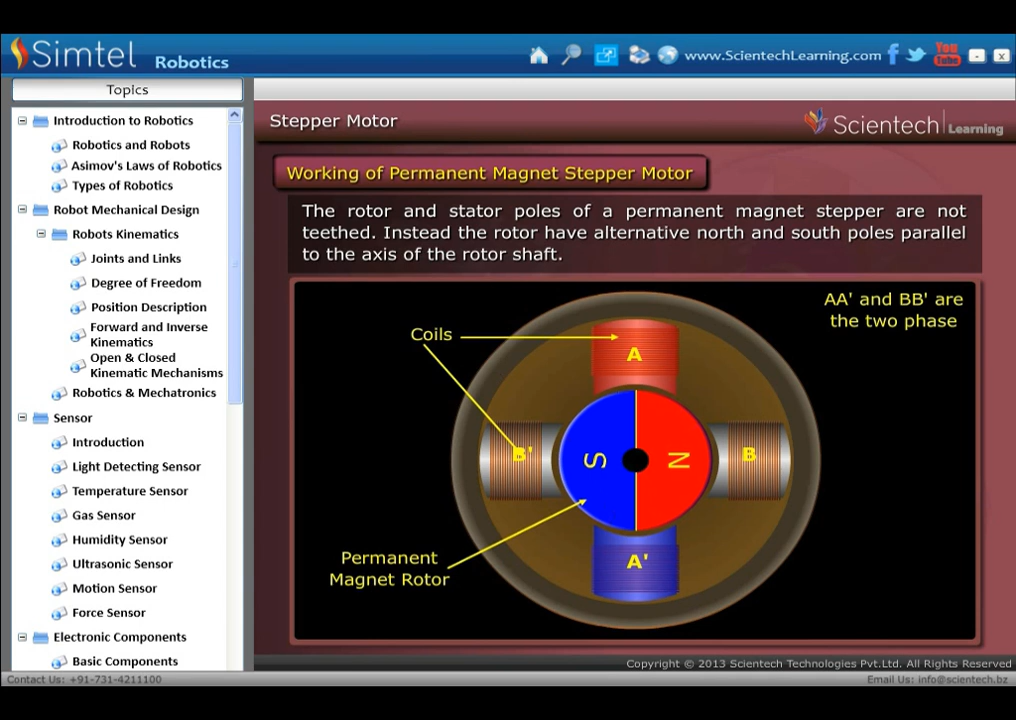 Simtel Robotics
www.ScientechLearning.com
You
Tube
Topics
Introduction to Robotics
Robotics and Robots
Asimov's Laws of Robotics
Types of Robotics
Robot Mechanical Design
Robots Kinematics
Joints and Links
Degree of Freedom
Position Description
Forward and Inverse
Kinematics
Open & Closed
Kinematic Mechanisms
Robotics & Mechatronics
Sensor
Introduction
Light Detecting Sensor
Temperature Sensor
Gas Sensor
Humidity Sensor
Ultrasonic Sensor
Motion Sensor
Force Sensor
Electronic Components
Basic Components
Stepper Motor
Scientech Learning
Working of Permanent Magnet Stepper Motor
The rotor and stator poles of a permanent magnet stepper are not
teethed. Instead the rotor have alternative north and south poles parallel
to the axis of the rotor shaft.
AA' and BB' are
the two phase
Coils
A
B'
S
N
B
A'
Permanent
Magnet Rotor
Copyright © 2013 Scientech Technologies Pvt.Ltd. All Rights Reserved
Contact Us: +91-731-4211100
Email Us: info@scientech.bz